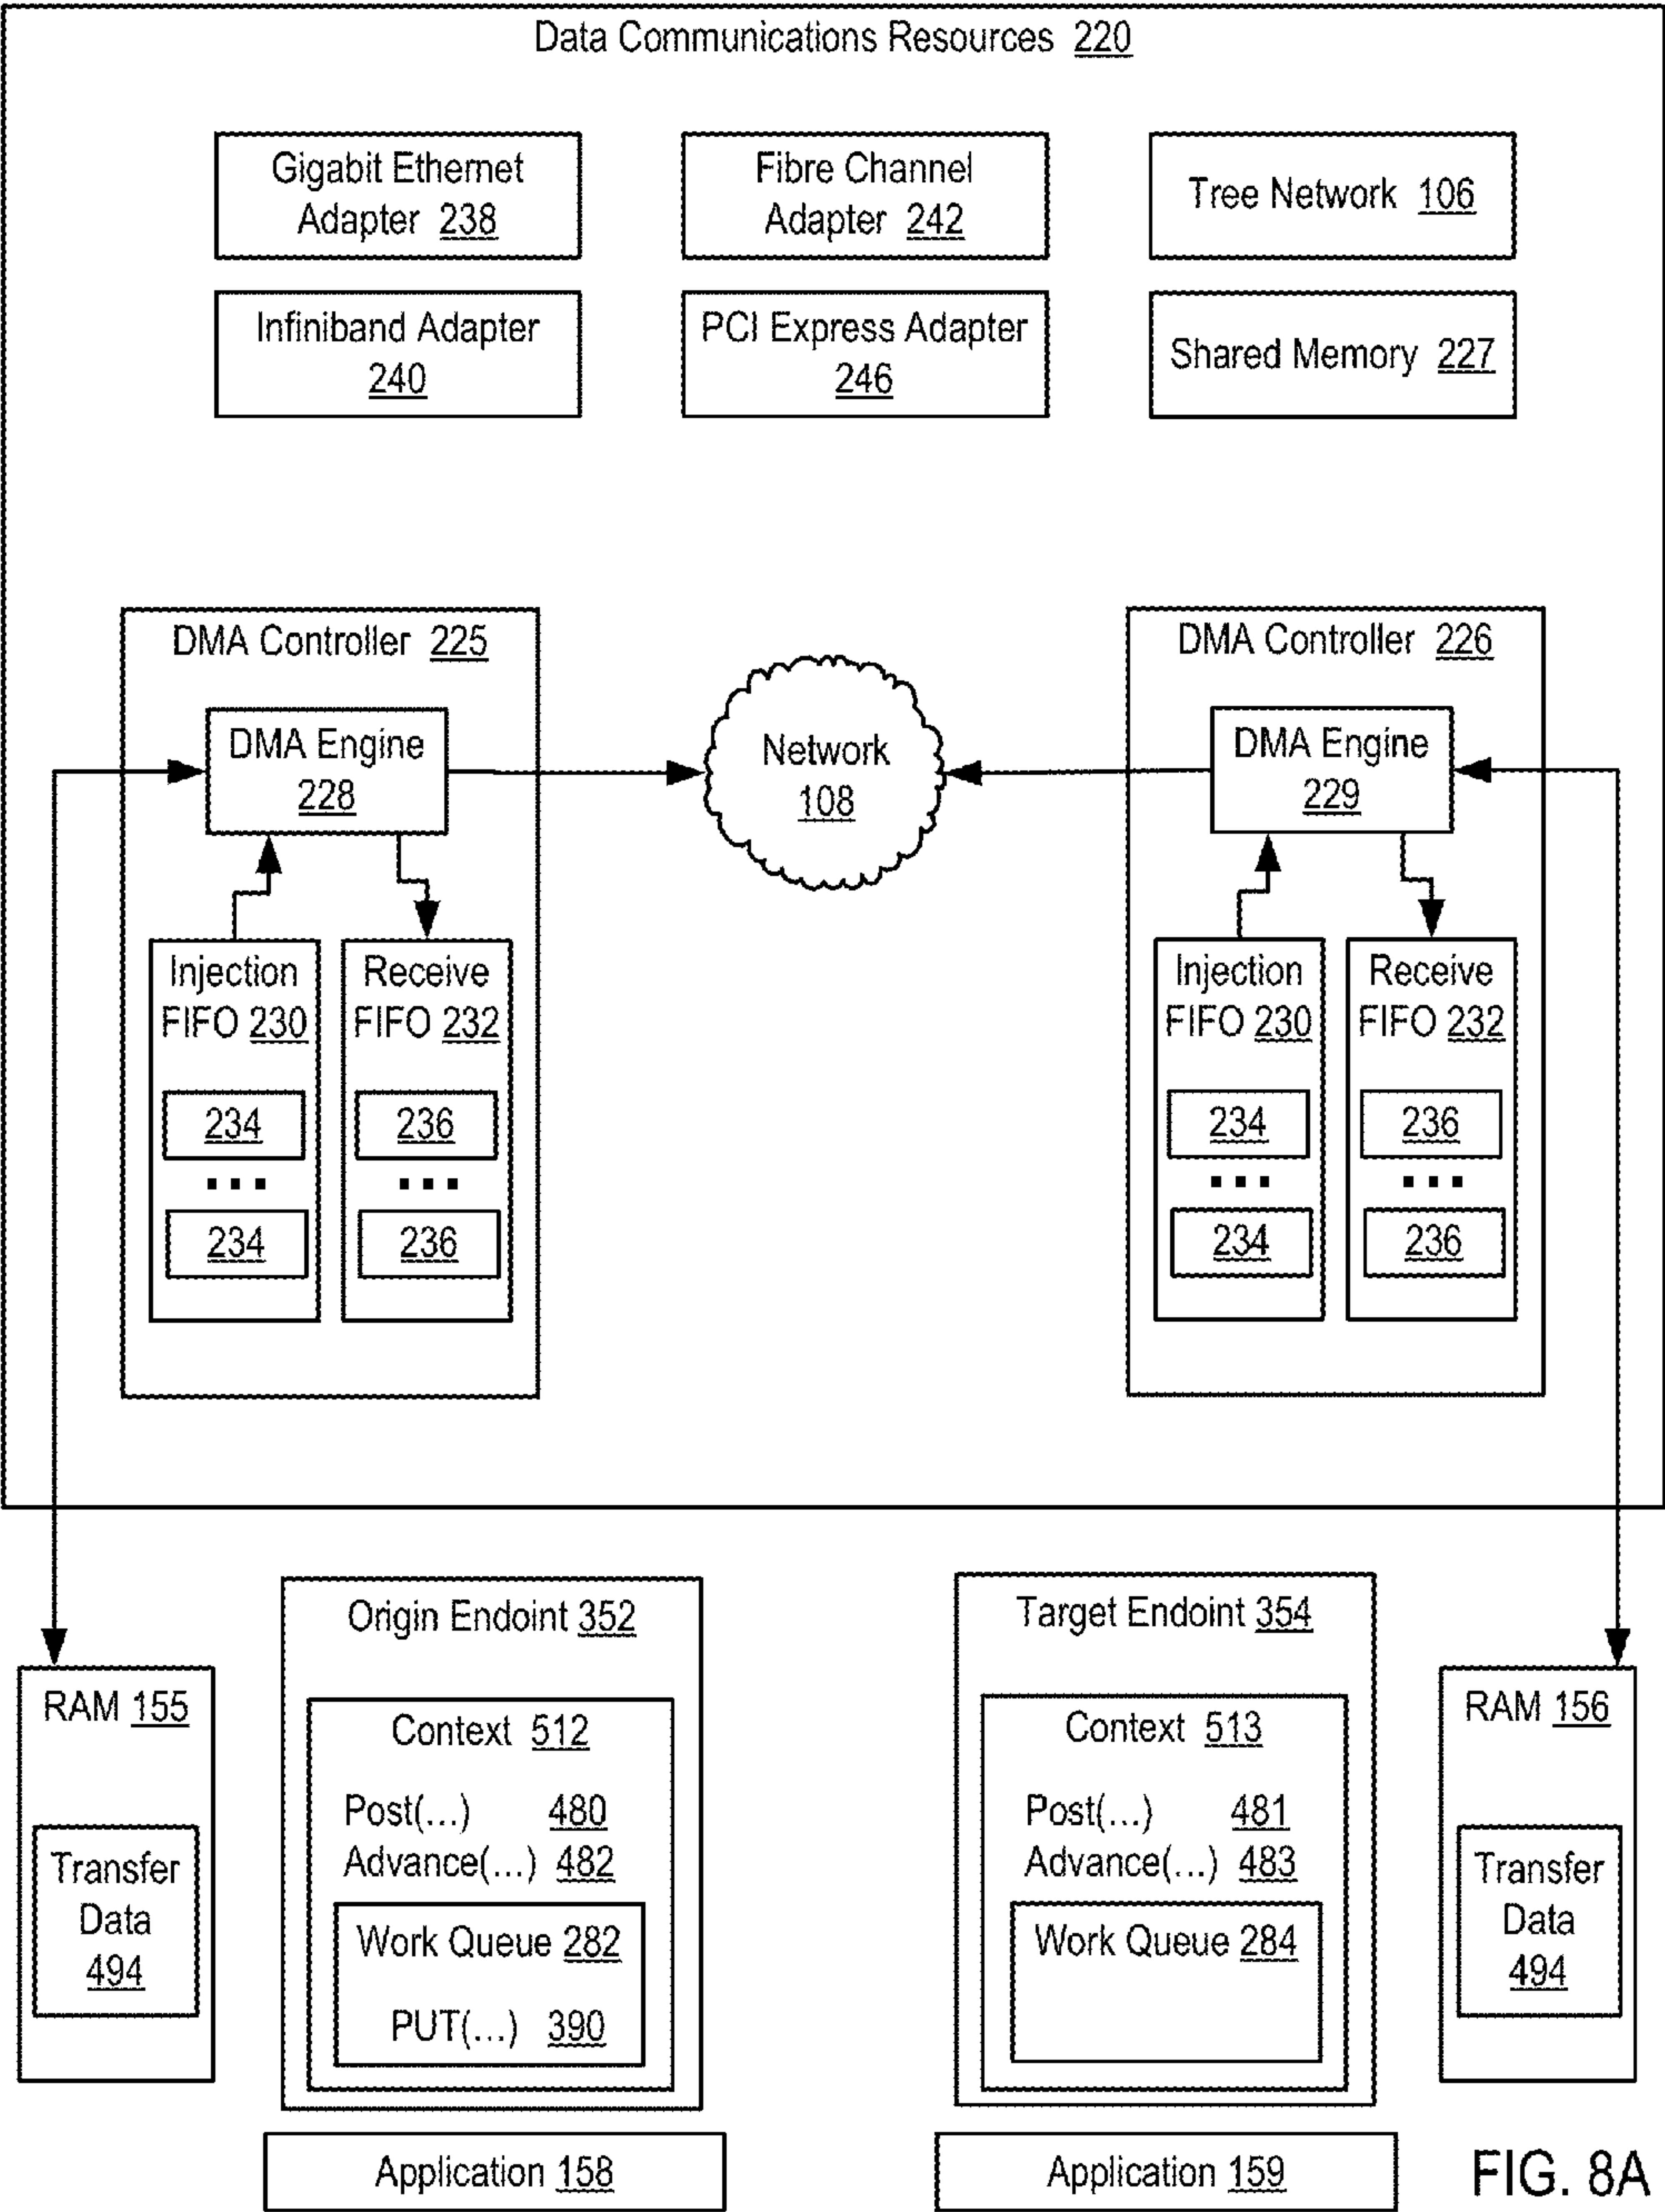 Data Communications Resources 220
Gigabit Ethernet
Adapter 238
Fibre Channel
Adapter 242
Tree Network 106
Infiniband Adapter
240
PCI Express Adapter
246
Shared Memory 227
DMA Controller 225
DMA Engine
228
Injection
FIFO 230
234
...
234
Receive
FIFO 232
236
...
236
Network
108
DMA Controller 226
DMA Engine
229
Injection
FIFO 230
234
...
234
Receive
FIFO 232
236
...
236
RAM 155
Transfer
Data
494
Origin Endoint 352
Context 512
Post(...) 480
Advance(...) 482
Work Queue 282
PUT(...) 390
Application 158
Target Endoint 354
Context 513
Post(...) 481
Advance(...) 483
Work Queue 284
Application 159
RAM 156
Transfer
Data
494
FIG. 8A